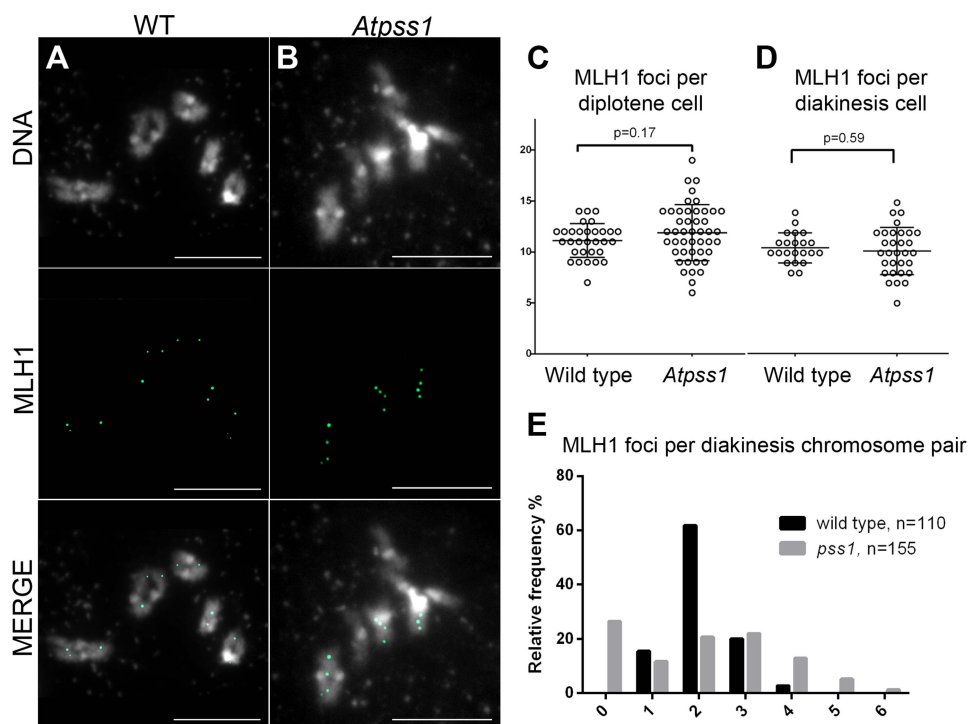 WT
Atpss1
A
B
DNA
MLH1
MERGE
C
MLH1 foci per
diplotene cell
p=0.17
20
15
10
5
0
Wild type
Atpss1
D
MLH1 foci per
diakinesis cell
p=0.59
Wild type
Atpss1
E
MLH1 foci per diakinesis chromosome pair
Relative frequency %
80
60
40
20
0
wild type, n=110
pss1, n=155
0
1
2
3
4
5
6